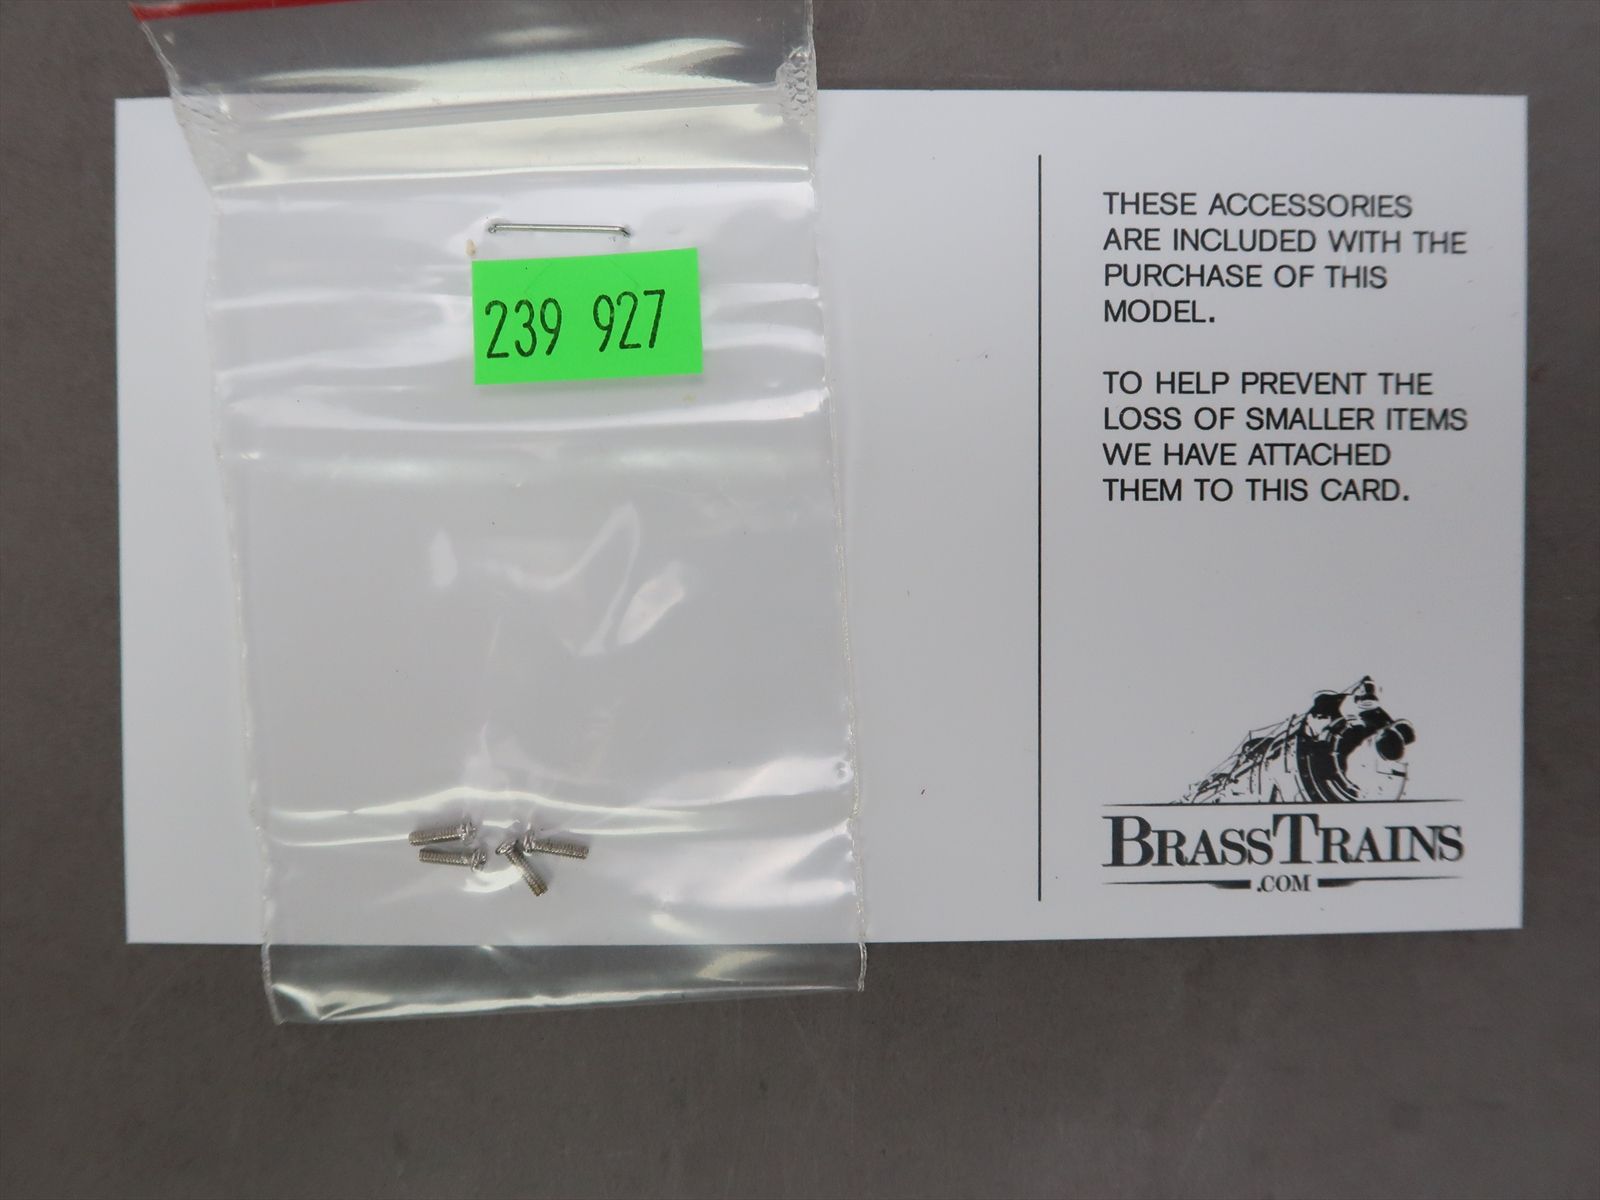 239 927
THESE ACCESSORIES
ARE INCLUDED WITH THE
PURCHASE OF THIS
MODEL.
TO HELP PREVENT THE
LOSS OF SMALLER ITEMS
WE HAVE ATTACHED
THEM TO THIS CARD.
BRASSTRAINS
.COM